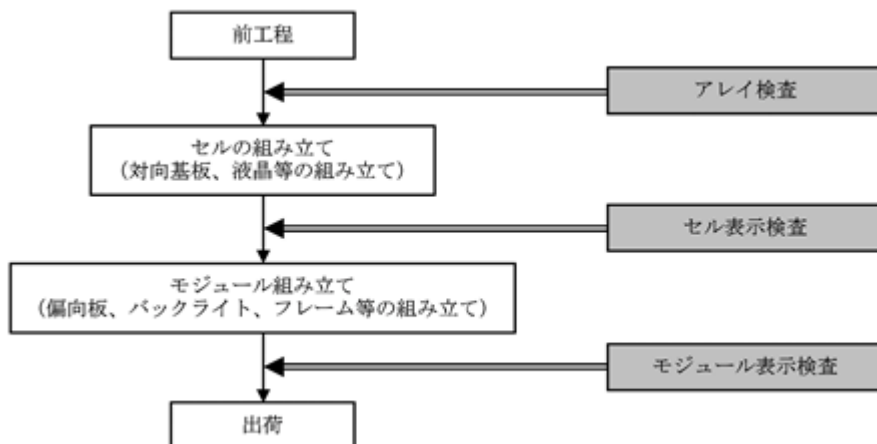 前工程
アレイ検査
セルの組み立て
（対向基板、液晶等の組み立て）
セル表示検査
モジュール組み立て
（偏向板、バックライト、フレーム等の組み立て）
モジュール表示検査
出荷